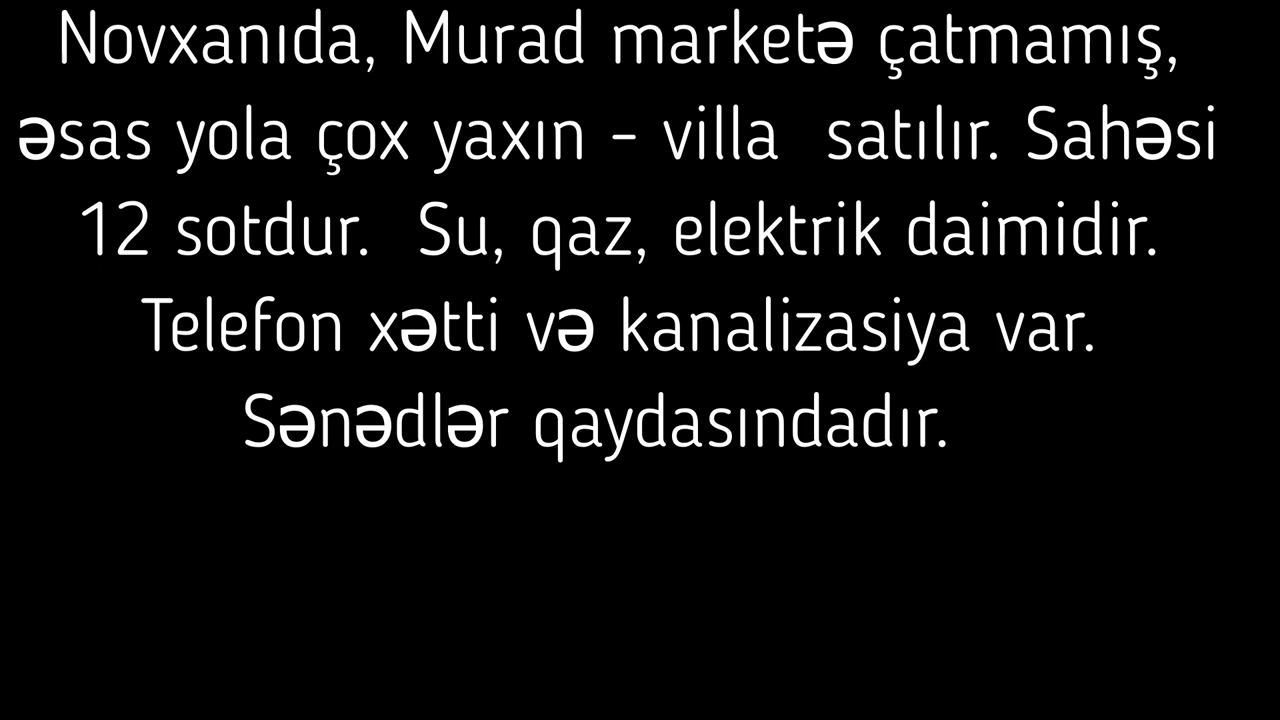 Novxanıda, Murad marketə çatmamış,
əsas yola çox yaxın - villa  satılır. Sahəsi
12 sotdur.  Su, qaz, elektrik daimidir.
Telefon xətti və kanalizasiya var.
Sənədlər qaydasındadır.